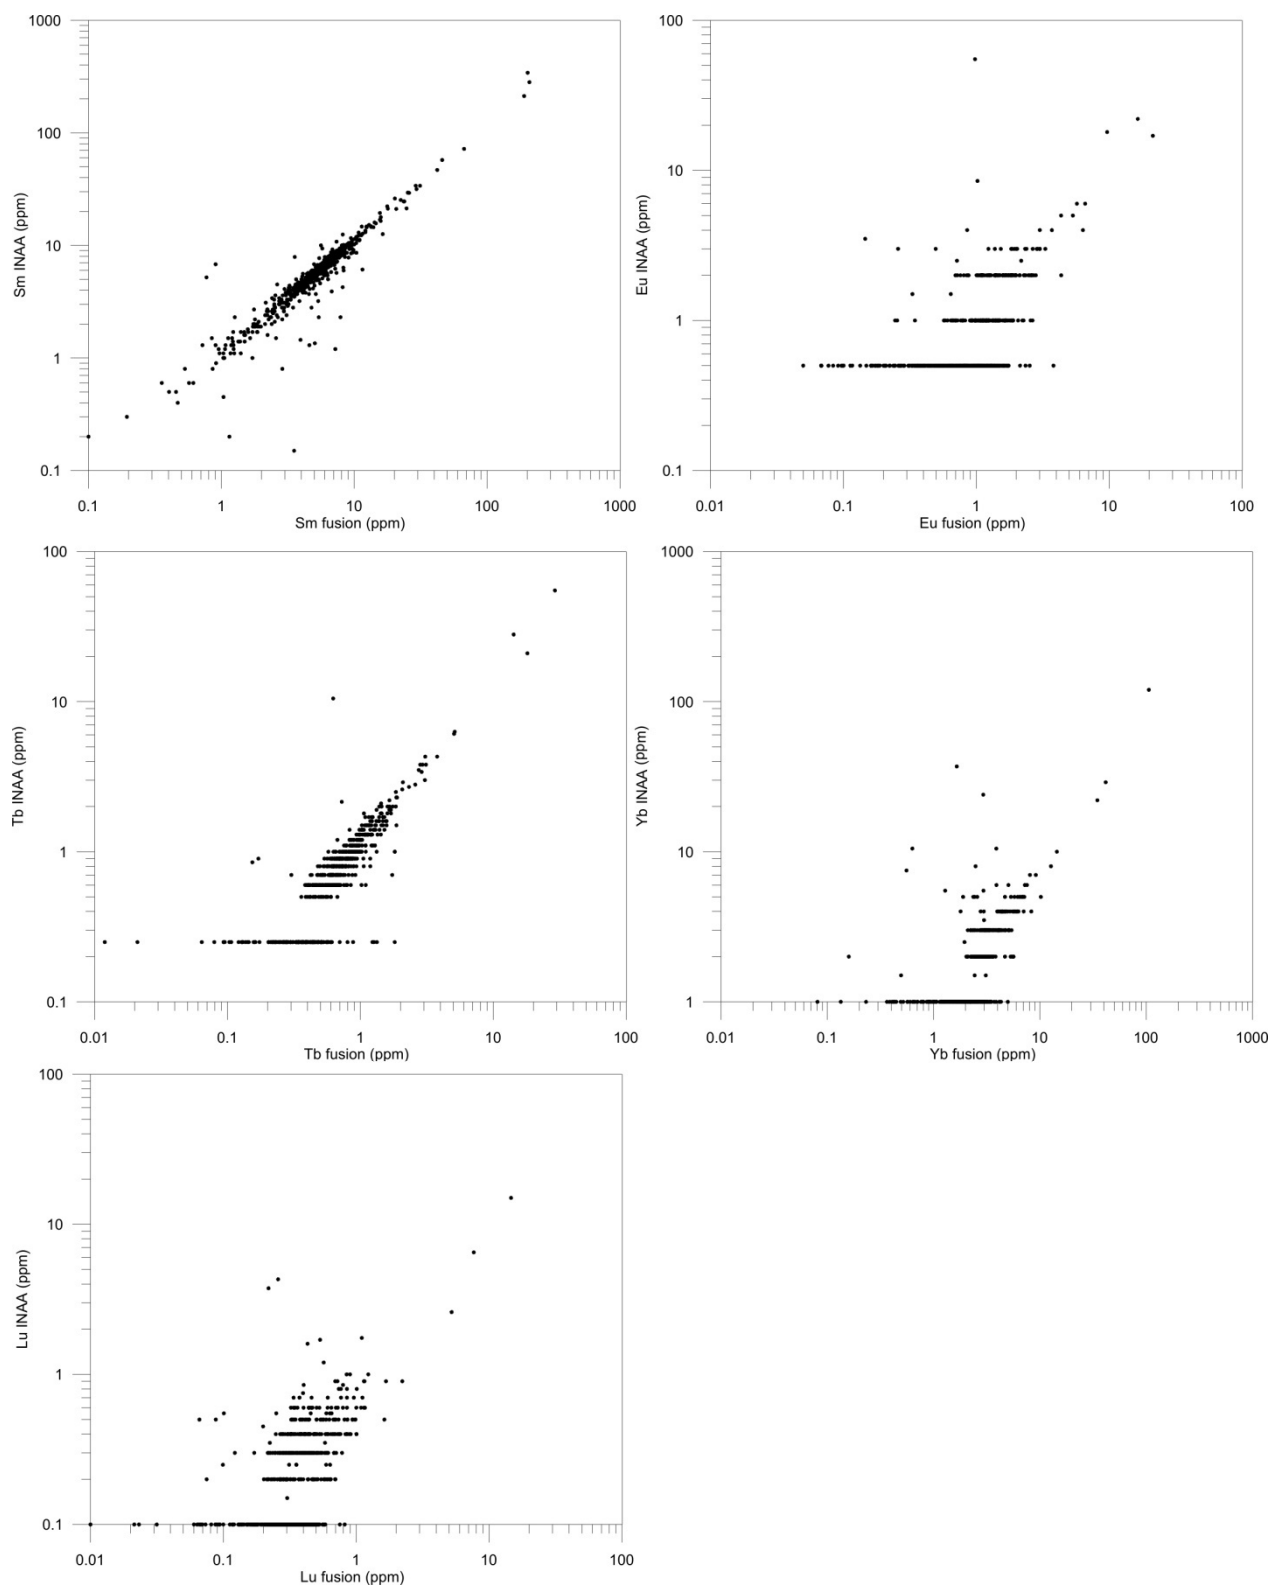 1000
100
10
1
0.1
Sm INAA (ppm)
0.1 1 10 100 1000
Sm fusion (ppm)
100
10
1
0.1
Eu INAA (ppm)
0.01 0.1 1 10 100
Eu fusion (ppm)
100
10
1
0.1
Tb INAA (ppm)
0.01 0.1 1 10 100
Tb fusion (ppm)
1000
100
10
1
Yb INAA (ppm)
0.01 0.1 1 10 100 1000
Yb fusion (ppm)
100
10
1
0.1
Lu INAA (ppm)
0.01 0.1 1 10 100
Lu fusion (ppm)